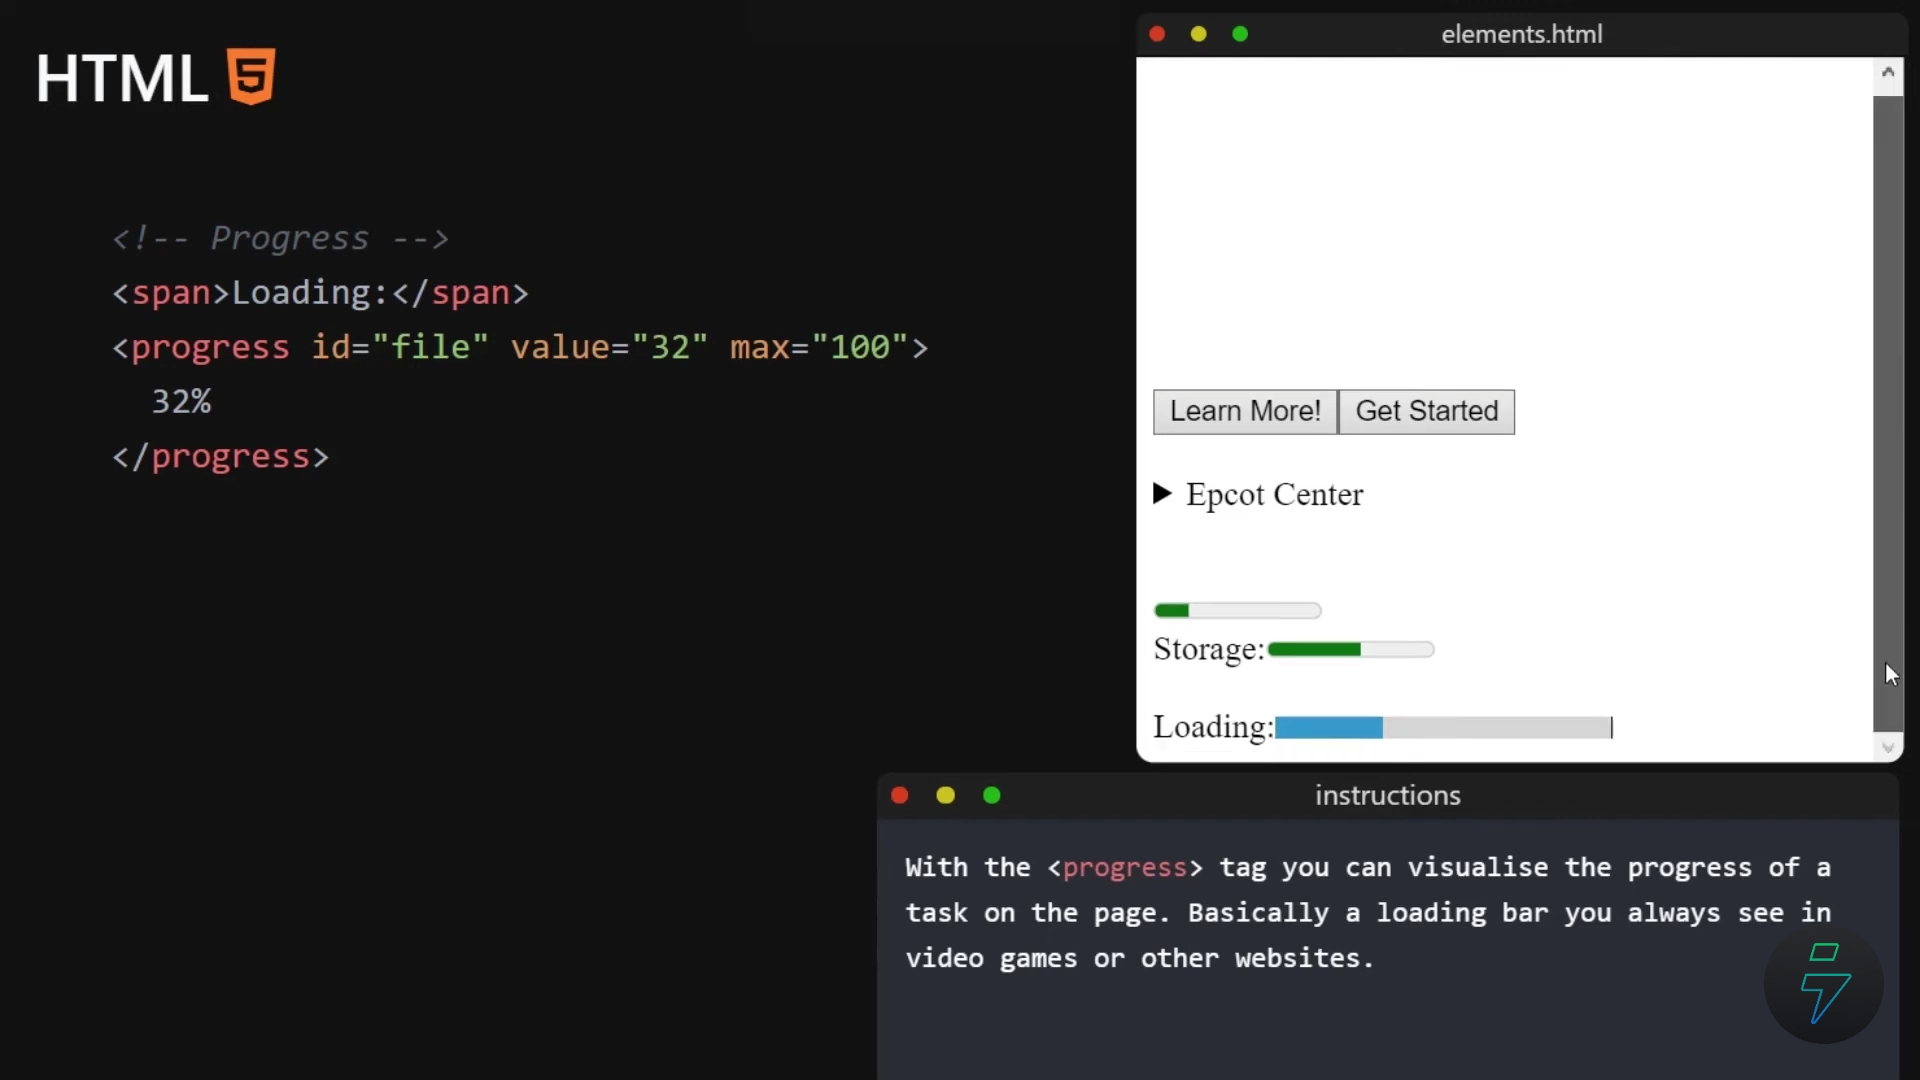 HTML 5
<!-- Progress -->
<span>Loading:</span>
<progress id="file" value="32" max="100">
32%
</progress>
elements.html
Learn More! Get Started
▶ Epcot Center
Storage:
Loading:
instructions
With the <progress> tag you can visualise the progress of a
task on the page. Basically a loading bar you always see in
video games or other websites.